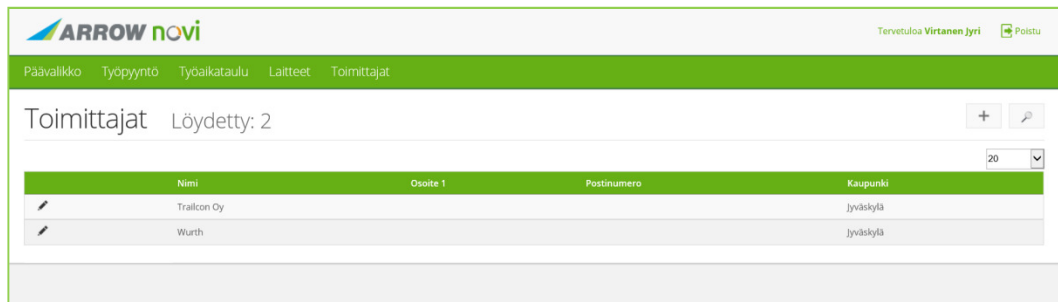 ARROW novi
Tervetuloa Virtanen Jyri Poistu
Päävalikko Työpyyntö Työaikataulu Laitteet Toimittajat
Toimittajat Löydetty: 2
20
Nimi Osoite 1 Postinumero Kaupunki
Trailcon Oy Jyväskylä
Wurth Jyväskylä